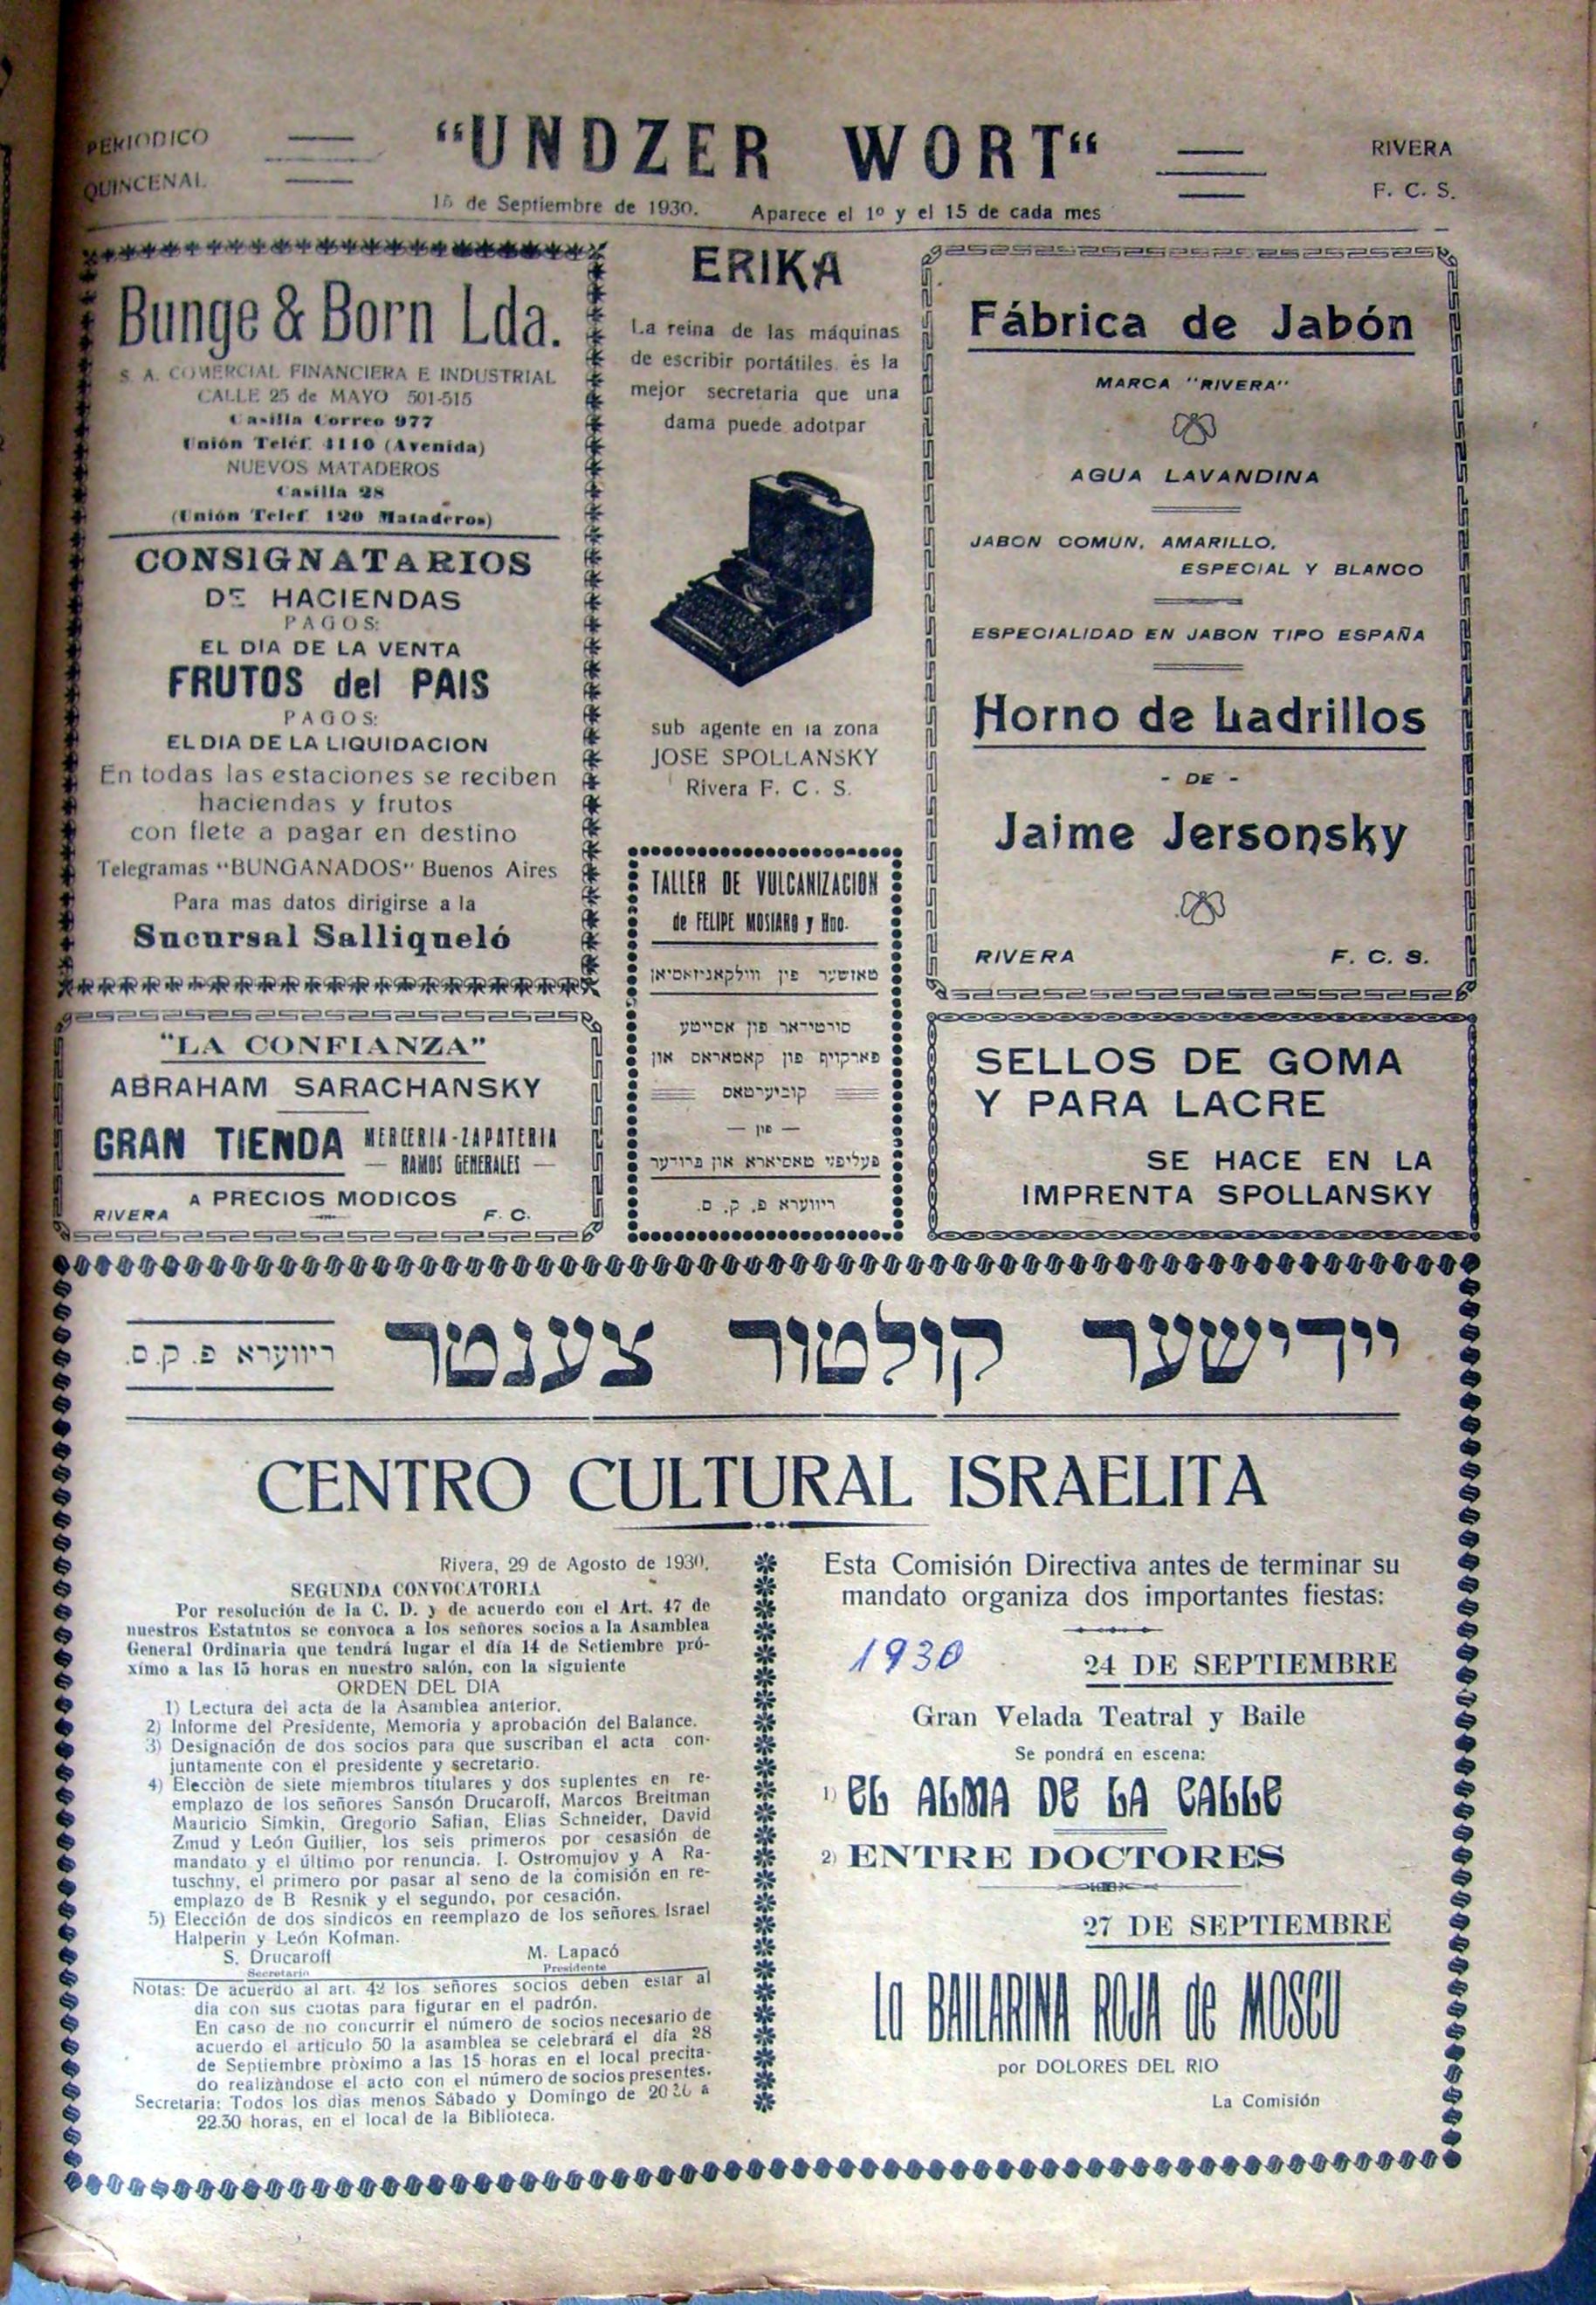 PERIODICO
QUINCENAL
"UNDZER WORT"
RIVERA
F. C. S.
15 de Septiembre de 1930. Aparece el 1º y el 15 de cada mes
Bunge & Born Lda.
S. A. COMERCIAL FINANCIERA E INDUSTRIAL
CALLE 25 de MAYO 501-515
Casilla Correo 977
Unión Teléf. 4110 (Avenida)
NUEVOS MATADEROS
Casilla 28
(Unión Telef. 120 Mataderos)
CONSIGNATARIOS
DE HACIENDAS
PAGOS:
EL DIA DE LA VENTA
FRUTOS del PAIS
PAGOS:
EL DIA DE LA LIQUIDACION
En todas las estaciones se reciben
haciendas y frutos
con flete a pagar en destino
Telegramas "BUNGANADOS" Buenos Aires
Para mas datos dirigirse a la
Sucursal Salliqueló
"LA CONFIANZA"
ABRAHAM SARACHANSKY
GRAN TIENDA MERCERIA-ZAPATERIA
— RAMOS GENERALES —
A PRECIOS MODICOS
RIVERA F. C.
ERIKA
La reina de las máquinas
de escribir portátiles. ès la
mejor secretaria que una
dama puede adotpar
sub agente en la zona
JOSE SPOLLANSKY
Rivera F. C. S.
TALLER DE VULCANIZACION
de FELIPE MOSIARO y Hno.
טאזשער פין ווילקאניזאסיאן
סורטידאר פון אסייטע
פארקויף פון קאמאראס און
קוביערטאס
— פון —
פעליפע מאסיארא און ברודער
ריווערא פ. ק. ס.
Fábrica de Jabón
MARCA "RIVERA"
AGUA LAVANDINA
JABON COMUN, AMARILLO,
ESPECIAL Y BLANCO
ESPECIALIDAD EN JABON TIPO ESPAÑA
Horno de Ladrillos
- DE -
Jaime Jersonsky
RIVERA F. C. S.
SELLOS DE GOMA
Y PARA LACRE
SE HACE EN LA
IMPRENTA SPOLLANSKY
יידישער קולטור צענטר
ריווערא פ. ק. ס.
CENTRO CULTURAL ISRAELITA
Rivera, 29 de Agosto de 1930.
SEGUNDA CONVOCATORIA
Por resolución de la C. D. y de acuerdo con el Art. 47 de
nuestros Estatutos se convoca a los señores socios a la Asamblea
General Ordinaria que tendrá lugar el día 14 de Setiembre pró-
ximo a las 15 horas en nuestro salón, con la siguiente
ORDEN DEL DIA
1) Lectura del acta de la Asamblea anterior.
2) Informe del Presidente, Memoria y aprobación del Balance.
3) Designación de dos socios para que suscriban el acta con-
juntamente con el presidente y secretario.
4) Elección de siete miembros titulares y dos suplentes en re-
emplazo de los señores Sansón Drucaroff, Marcos Breitman
Mauricio Simkin, Gregorio Safian, Elias Schneider, David
Zmud y León Guilier, los seis primeros por cesasión de
mandato y el último por renuncia. I. Ostromujov y A Ra-
tuschny, el primero por pasar al seno de la comisión en re-
emplazo de B Resnik y el segundo, por cesación.
5) Elección de dos sindicos en reemplazo de los señores Israel
Halperin y León Kofman.
S. Drucaroff M. Lapacó
Secretario Presidente
Notas: De acuerdo al art. 42 los señores socios deben estar al
dia con sus cuotas para figurar en el padrón.
En caso de no concurrir el número de socios necesario de
acuerdo el articulo 50 la asamblea se celebrará el día 28
de Septiembre pròximo a las 15 horas en el local precita-
do realizàndose el acto con el número de socios presentes.
Secretaria: Todos los dias menos Sábado y Domingo de a
22.30 horas, en el local de la Biblioteca.
Esta Comisión Directiva antes de terminar su
mandato organiza dos importantes fiestas:
1930
24 DE SEPTIEMBRE
Gran Velada Teatral y Baile
Se pondrá en escena:
1) EL ALMA DE LA CALLE
2) ENTRE DOCTORES
27 DE SEPTIEMBRE
La BAILARINA ROJA de MOSCU
por DOLORES DEL RIO
La Comisión